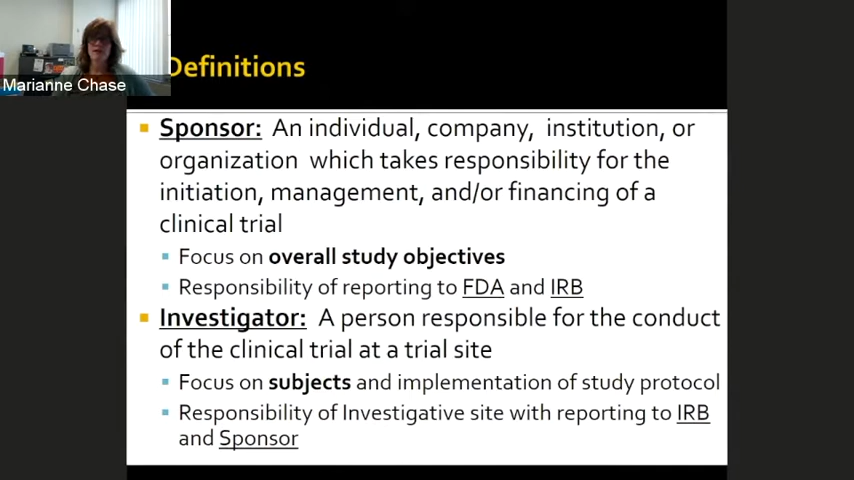 Definitions
Marianne Chase
Sponsor: An individual, company, institution, or
organization which takes responsibility for the
initiation, management, and/or financing of a
clinical trial
Focus on overall study objectives
Responsibility of reporting to FDA and IRB
Investigator: A person responsible for the conduct
of the clinical trial at a trial site
Focus on subjects and implementation of study protocol
Responsibility of Investigative site with reporting to IRB
and Sponsor